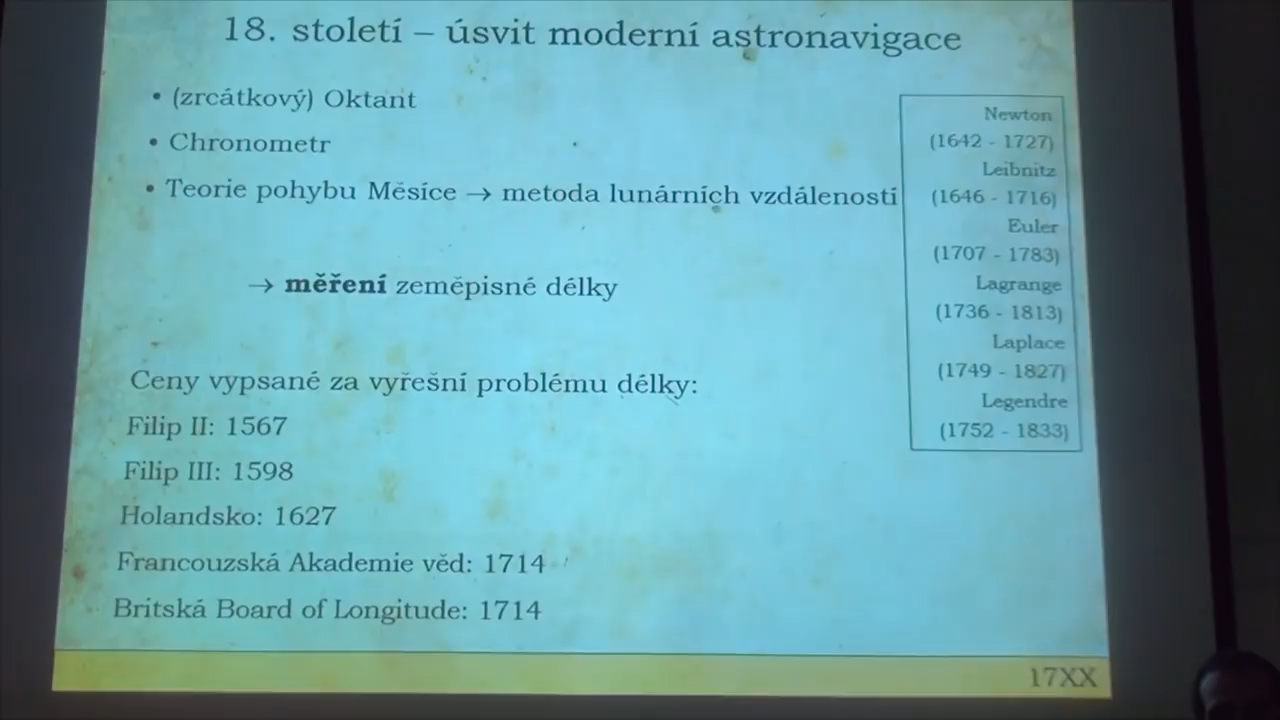 18. století – úsvit moderní astronavigace
• (zrcátkový) Oktant
• Chronometr
• Teorie pohybu Měsíce → metoda lunárních vzdáleností
→ měření zeměpisné délky
Ceny vypsané za vyřešní problému délky:
Filip II: 1567
Filip III: 1598
Holandsko: 1627
Francouzská Akademie věd: 1714
Britská Board of Longitude: 1714
Newton
(1642 - 1727)
Leibnitz
(1646 - 1716)
Euler
(1707 - 1783)
Lagrange
(1736 - 1813)
Laplace
(1749 - 1827)
Legendre
(1752 - 1833)
17XX